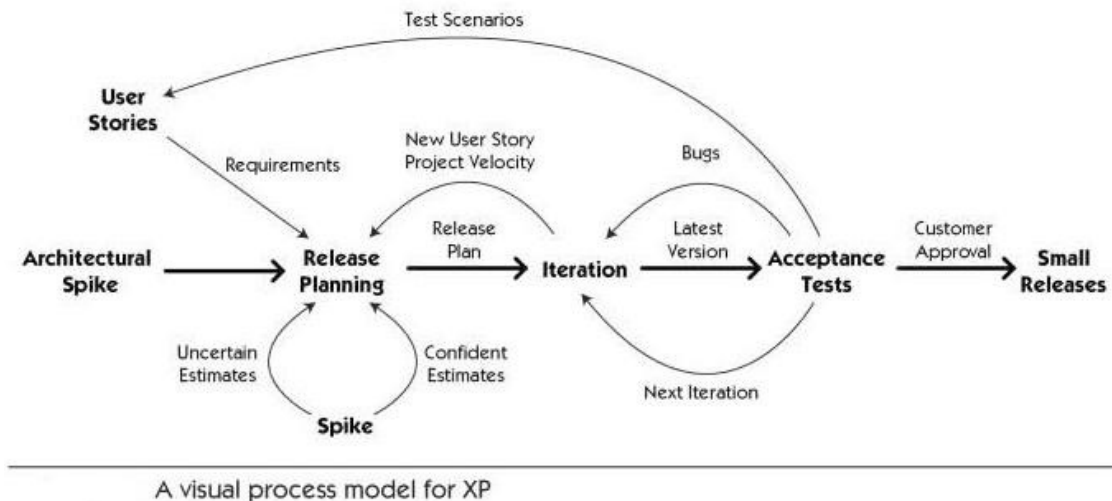 Test Scenarios
User
Stories
Requirements
New User Story
Project Velocity
Bugs
Architectural
Spike
Release
Planning
Release
Plan
Iteration
Latest
Version
Acceptance
Tests
Customer
Approval
Small
Releases
Uncertain
Estimates
Confident
Estimates
Next Iteration
Spike
A visual process model for XP